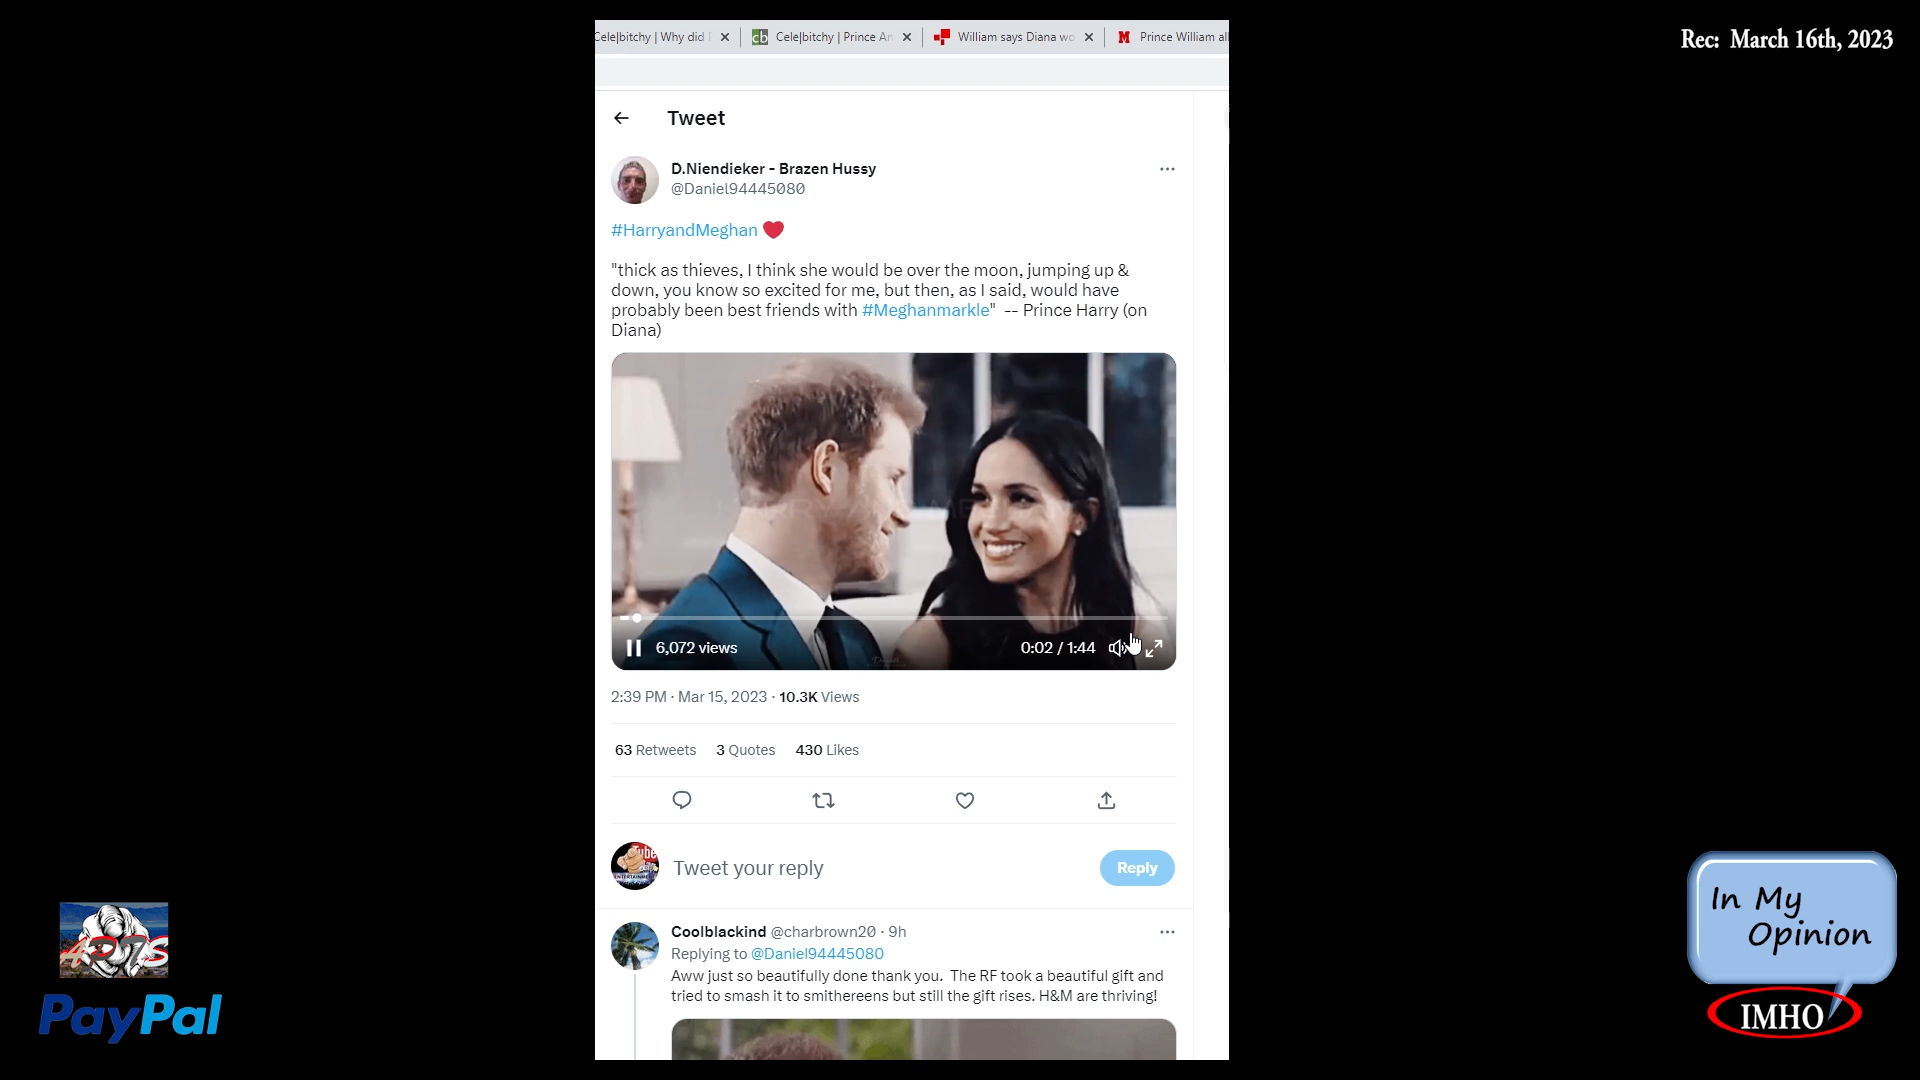 Cele|bitchy | Why did
Cele|bitchy | Prince An
William says Diana wo
Prince William all
Rec: March 16th, 2023
Tweet
D.Niendieker - Brazen Hussy
@Daniel94445080
#HarryandMeghan ❤️
"thick as thieves, I think she would be over the moon, jumping up &
down, you know so excited for me, but then, as I said, would have
probably been best friends with #Meghanmarkle" -- Prince Harry (on
Diana)
6,072 views
0:02 / 1:44
2:39 PM · Mar 15, 2023 · 10.3K Views
63 Retweets 3 Quotes 430 Likes
Tweet your reply
Reply
Coolblackind @charbrown20 · 9h
Replying to @Daniel94445080
Aww just so beautifully done thank you. The RF took a beautiful gift and
tried to smash it to smithereens but still the gift rises. H&M are thriving!
PayPal
In My
Opinion
IMHO